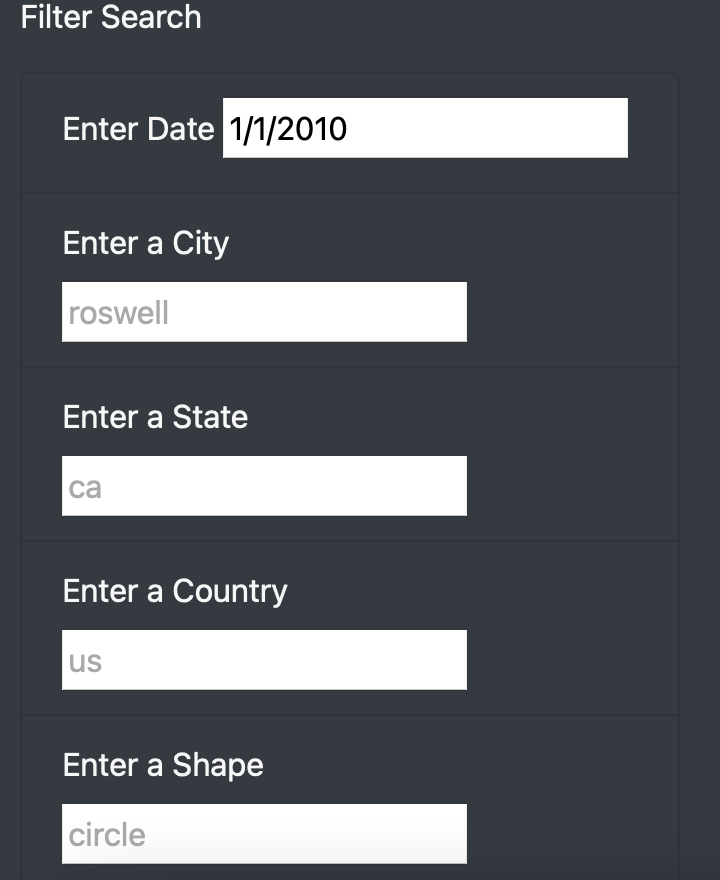 Filter Search
Enter Date 1/1/2010
Enter a City
roswell
Enter a State
ca
Enter a Country
us
Enter a Shape
circle